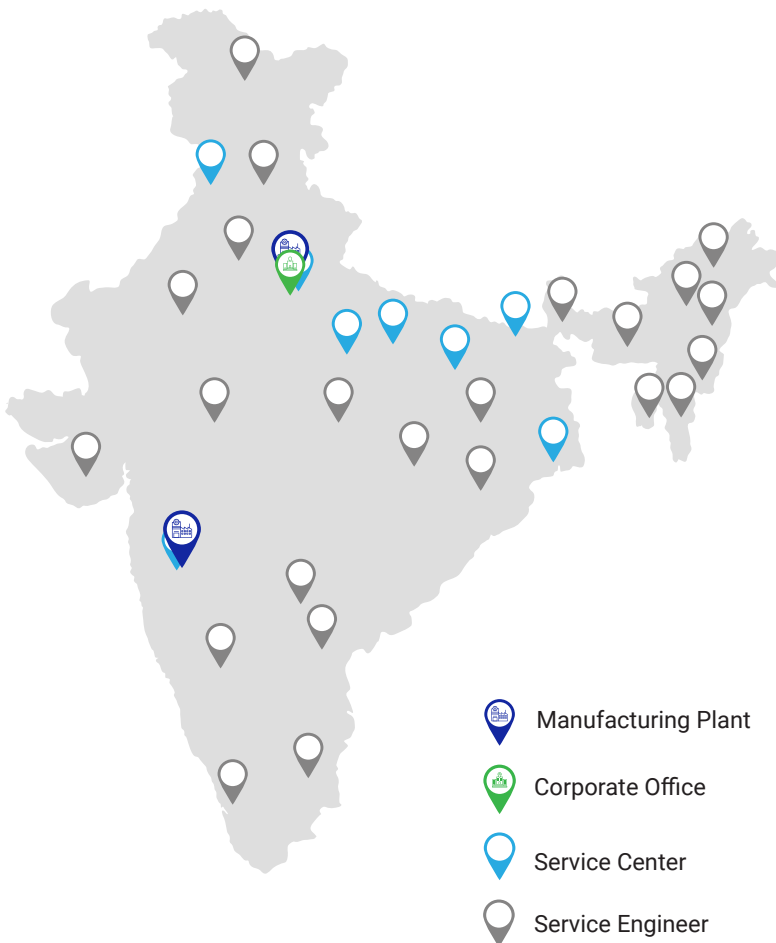 Manufacturing Plant
Corporate Office
Service Center
Service Engineer